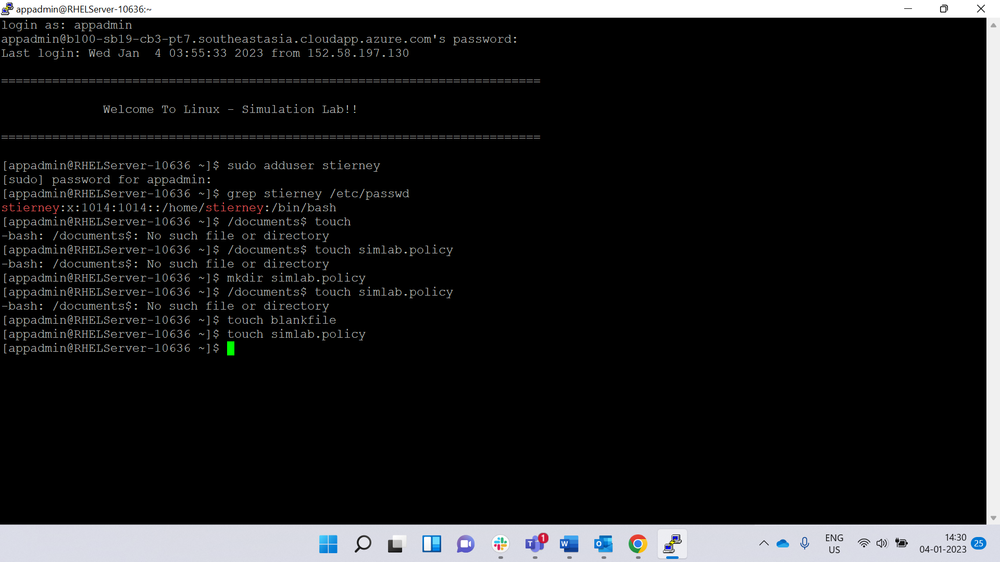 appadmin@RHELServer-10636:~
login as: appadmin
appadmin@b100-sb19-cb3-pt7.southeastasia.cloudapp.azure.com's password:
Last login: Wed Jan  4 03:55:33 2023 from 152.58.197.130
==========================================================================
Welcome To Linux - Simulation Lab!!
==========================================================================
[appadmin@RHELServer-10636 ~]$ sudo adduser stierney
[sudo] password for appadmin:
[appadmin@RHELServer-10636 ~]$ grep stierney /etc/passwd
stierney:x:1014:1014::/home/stierney:/bin/bash
[appadmin@RHELServer-10636 ~]$ /documents$ touch
-bash: /documents$: No such file or directory
[appadmin@RHELServer-10636 ~]$ /documents$ touch simlab.policy
-bash: /documents$: No such file or directory
[appadmin@RHELServer-10636 ~]$ mkdir simlab.policy
[appadmin@RHELServer-10636 ~]$ /documents$ touch simlab.policy
-bash: /documents$: No such file or directory
[appadmin@RHELServer-10636 ~]$ touch blankfile
[appadmin@RHELServer-10636 ~]$ touch simlab.policy
[appadmin@RHELServer-10636 ~]$
1
ENG
US
14:30
04-01-2023
25